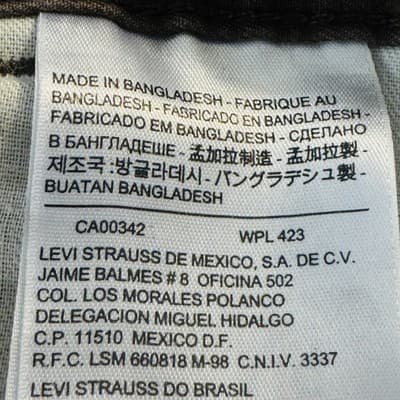 MADE IN BANGLADESH - FABRIQUE AU
BANGLADESH - FABRICADO EN BANGLADESH -
FABRICADO EM BANGLADESH - СДЕЛАНО
В БАНГЛАДЕШЕ - 孟加拉制造 - 孟加拉製 -
제조국 :방글라데시 - バングラデシュ製 -
BUATAN BANGLADESH
CA00342 WPL 423
LEVI STRAUSS DE MEXICO, S.A. DE C.V.
JAIME BALMES # 8 OFICINA 502
COL. LOS MORALES POLANCO
DELEGACION MIGUEL HIDALGO
C.P. 11510 MEXICO D.F.
R.F.C. LSM 660818 M-98 C.N.I.V. 3337
LEVI STRAUSS DO BRASIL